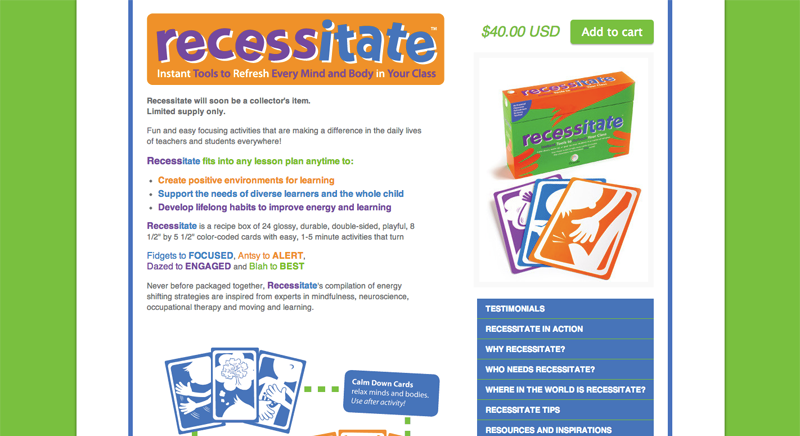 recessitate™
Instant Tools to Refresh Every Mind and Body in Your Class
Recessitate will soon be a collector's item.
Limited supply only.
Fun and easy focusing activities that are making a difference in the daily lives
of teachers and students everywhere!
Recessitate fits into any lesson plan anytime to:
• Create positive environments for learning
• Support the needs of diverse learners and the whole child
• Develop lifelong habits to improve energy and learning
Recessitate is a recipe box of 24 glossy, durable, double-sided, playful, 8
1/2" by 5 1/2" color-coded cards with easy, 1-5 minute activities that turn
Fidgets to FOCUSED, Antsy to ALERT,
Dazed to ENGAGED and Blah to BEST
Never before packaged together, Recessitate's compilation of energy
shifting strategies are inspired from experts in mindfulness, neuroscience,
occupational therapy and moving and learning.
Calm Down Cards
relax minds and bodies.
Use after activity!
$40.00 USD
Add to cart
recessitate
recessitate
TESTIMONIALS
RECESSITATE IN ACTION
WHY RECESSITATE?
WHO NEEDS RECESSITATE?
WHERE IN THE WORLD IS RECESSITATE?
RECESSITATE TIPS
RESOURCES AND INSPIRATIONS